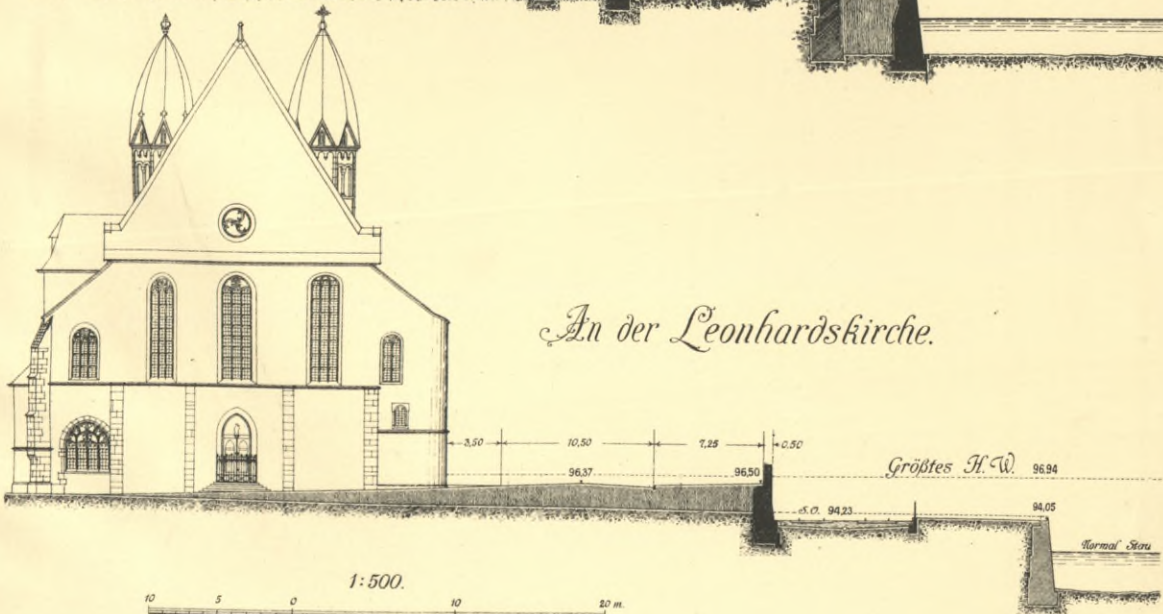 An der Leonhardskirche.
3,50 10,50 7,25 0,50
96,37 96,50 Größtes H.W. 96.94
S.O. 94,23 94,05
Normal Stau
1:500.
10 5 0 10 20 m.